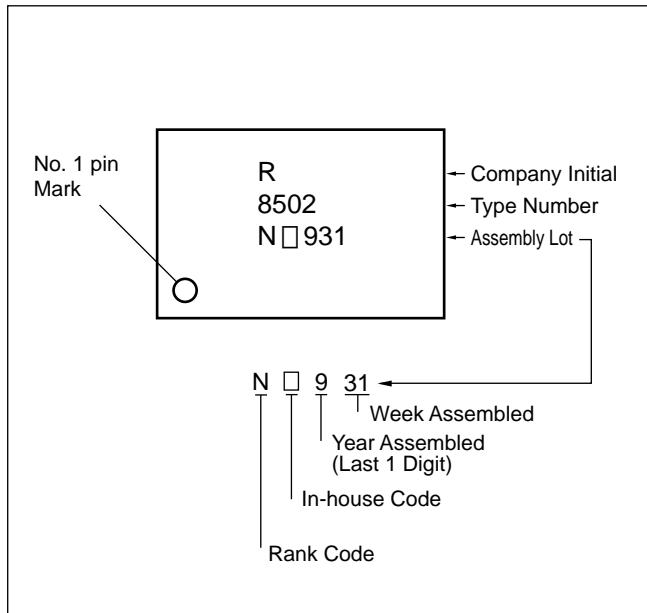 No. 1 pin
Mark
R
8502
N□931
Company Initial
Type Number
Assembly Lot
N □ 9 31
Week Assembled
Year Assembled
(Last 1 Digit)
In-house Code
Rank Code